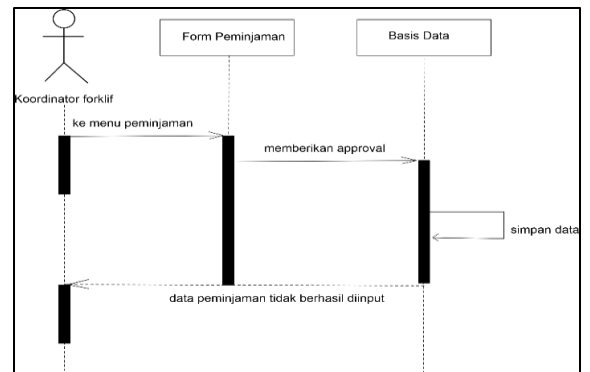 Form Peminjaman
Basis Data
Koordinator forklif
ke menu peminjaman
memberikan approval
simpan data
data peminjaman tidak berhasil diinput